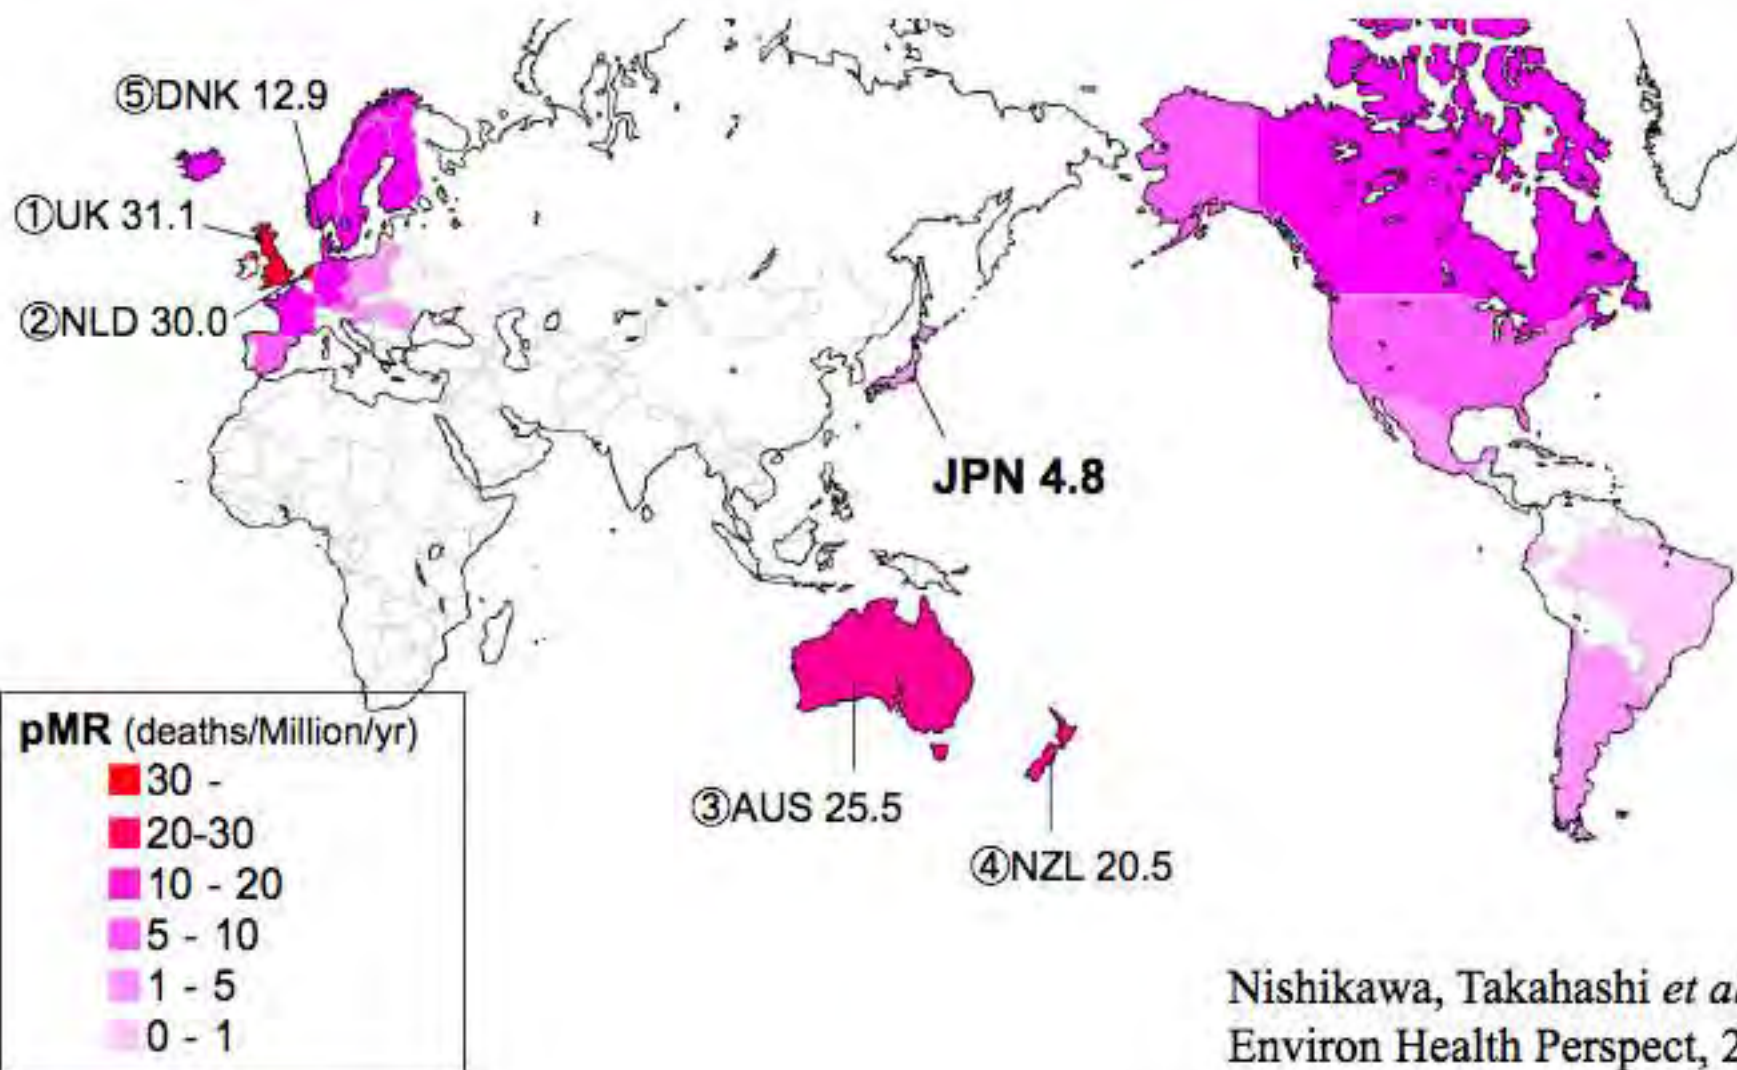 ⑤DNK 12.9
①UK 31.1
②NLD 30.0
JPN 4.8
③AUS 25.5
④NZL 20.5
pMR (deaths/Million/yr)
30 -
20-30
10 - 20
5 - 10
1 - 5
0 - 1
Nishikawa, Takahashi et
Environ Health Perspect,